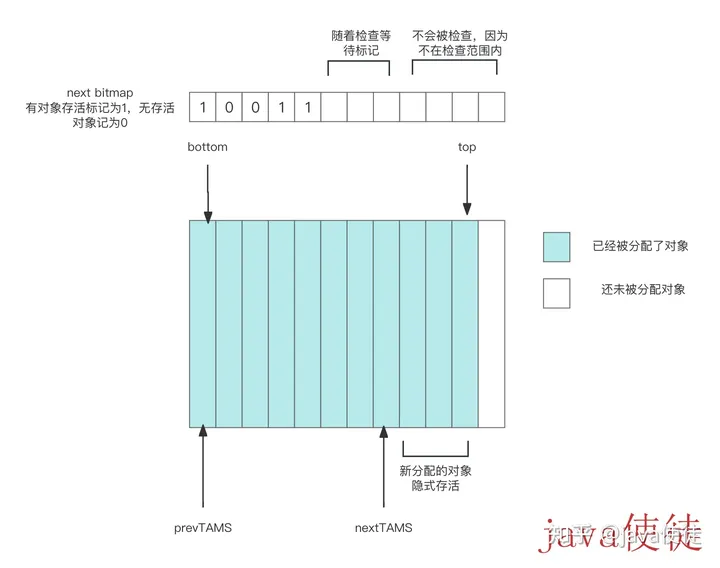 随着检查等
待标记
不会被检查，因为
不在检查范围内
next bitmap
有对象存活标记为1，无存活
对象记为0
1 0 0 1 1
bottom
top
已经被分配了对象
还未被分配对象
新分配的对象
隐式存活
prevTAMS
nextTAMS
java使徒
知乎 @java使徒